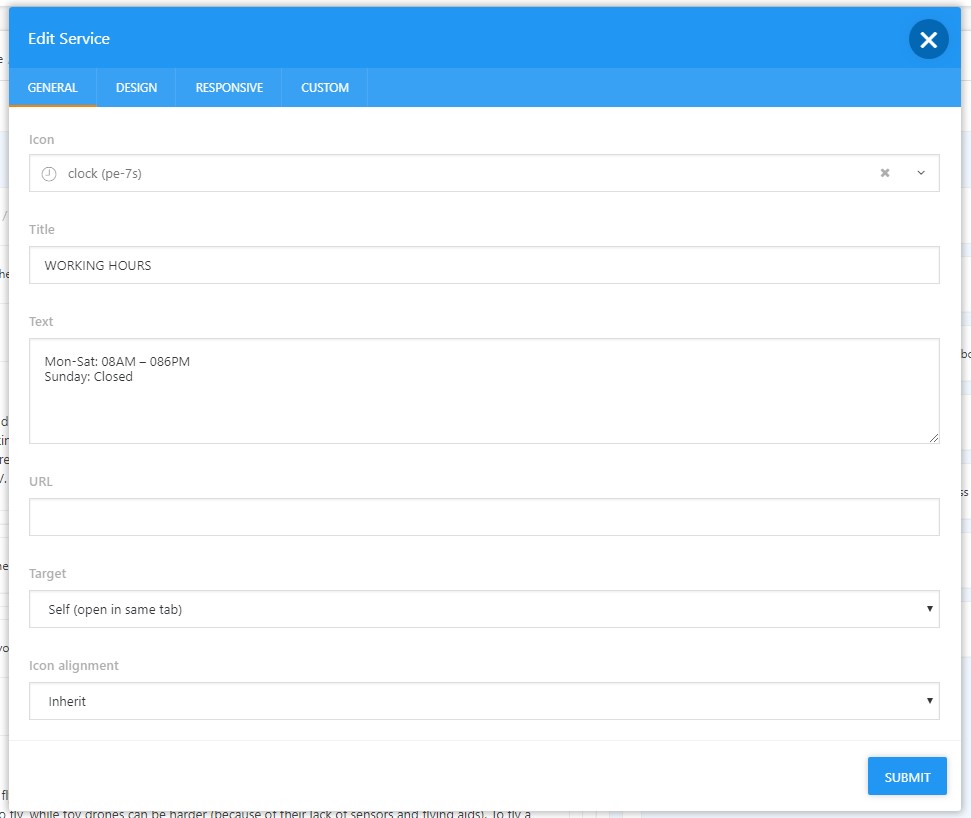 Edit Service
GENERAL DESIGN RESPONSIVE CUSTOM
Icon
clock (pe-7s)
Title
WORKING HOURS
Text
Mon-Sat: 08AM – 086PM
Sunday: Closed
URL
Target
Self (open in same tab)
Icon alignment
Inherit
SUBMIT
fly, while toy drones can be harder (because of their lack of sensors and flying aids). To fly a